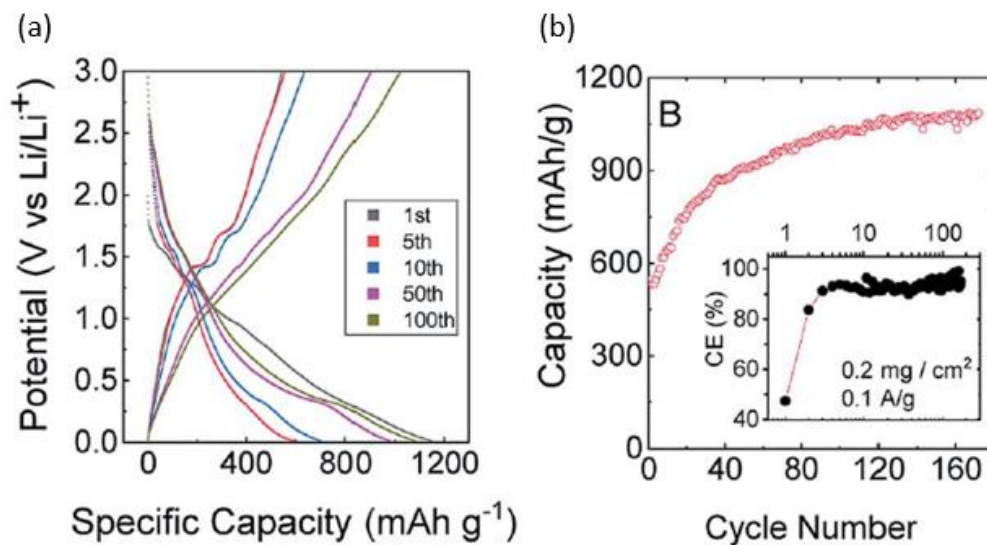 (a)
3.0
2.5
2.0
1.5
1.0
0.5
0.0
Potential (V vs Li/Li⁺)
1st
5th
10th
50th
100th
0 400 800 1200
Specific Capacity (mAh g⁻¹)
(b)
B
1200
900
600
300
0
Capacity (mAh/g)
1 10 100
100
80
60
40
CE (%)
0.2 mg / cm²
0.1 A/g
0 40 80 120 160
Cycle Number